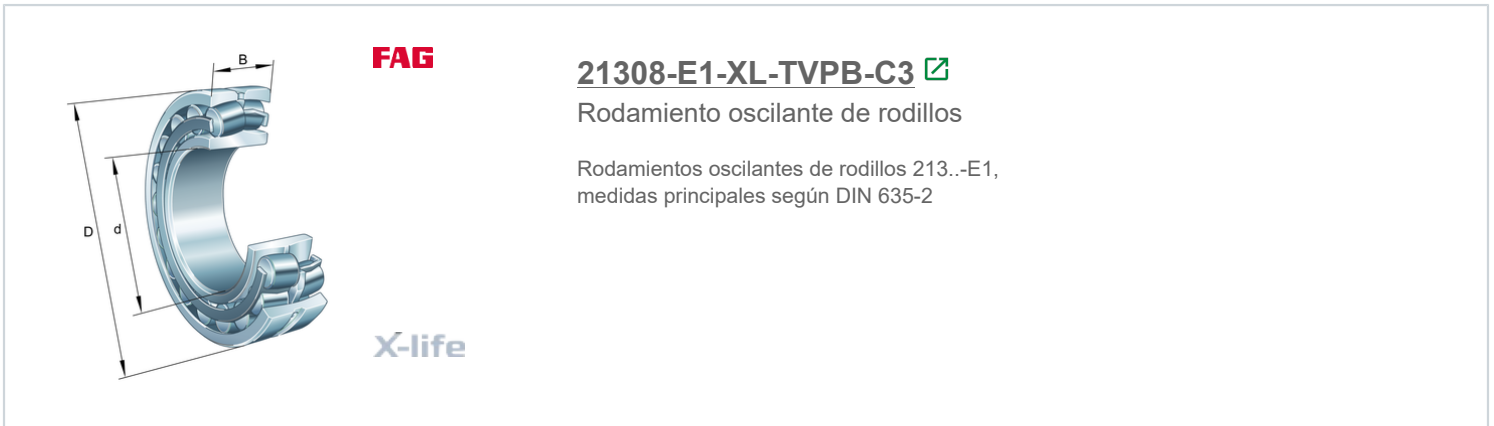 B
FAG
21308-E1-XL-TVPB-C3
Rodamiento oscilante de rodillos
Rodamientos oscilantes de rodillos 213..-E1,
medidas principales según DIN 635-2
D
d
X-life